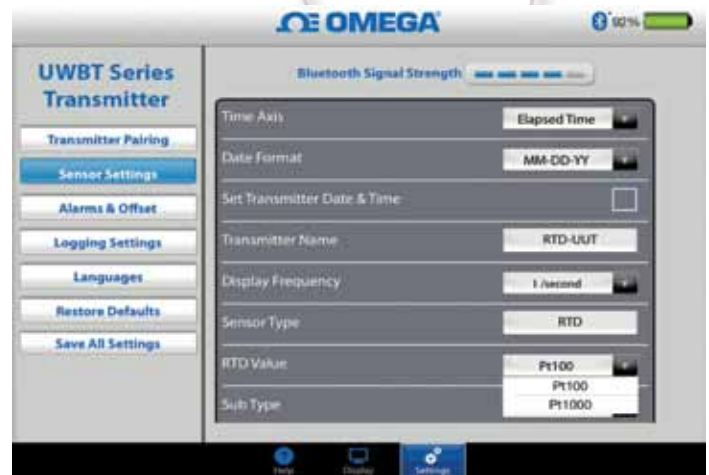 OMEGA
92%
UWBT Series
Transmitter
Transmitter Pairing
Sensor Settings
Alarms & Offset
Logging Settings
Languages
Restore Defaults
Save All Settings
Bluetooth Signal Strength
Time Axis
Elapsed Time
Date Format
MM-DD-YY
Set Transmitter Date & Time
Transmitter Name
RTD-UUT
Display Frequency
1 /second
Sensor Type
RTD
RTD Value
Pt100
Pt100
Pt1000
Sub Type
Help
Display
Settings